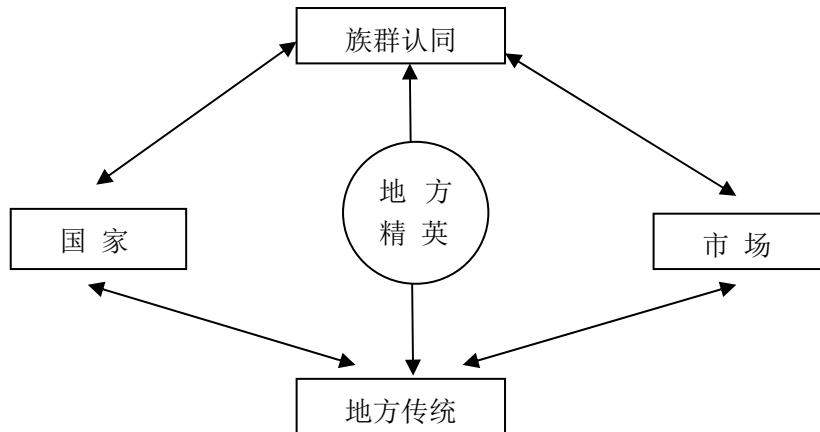 族群认同
地 方
精 英
国 家
市 场
地方传统